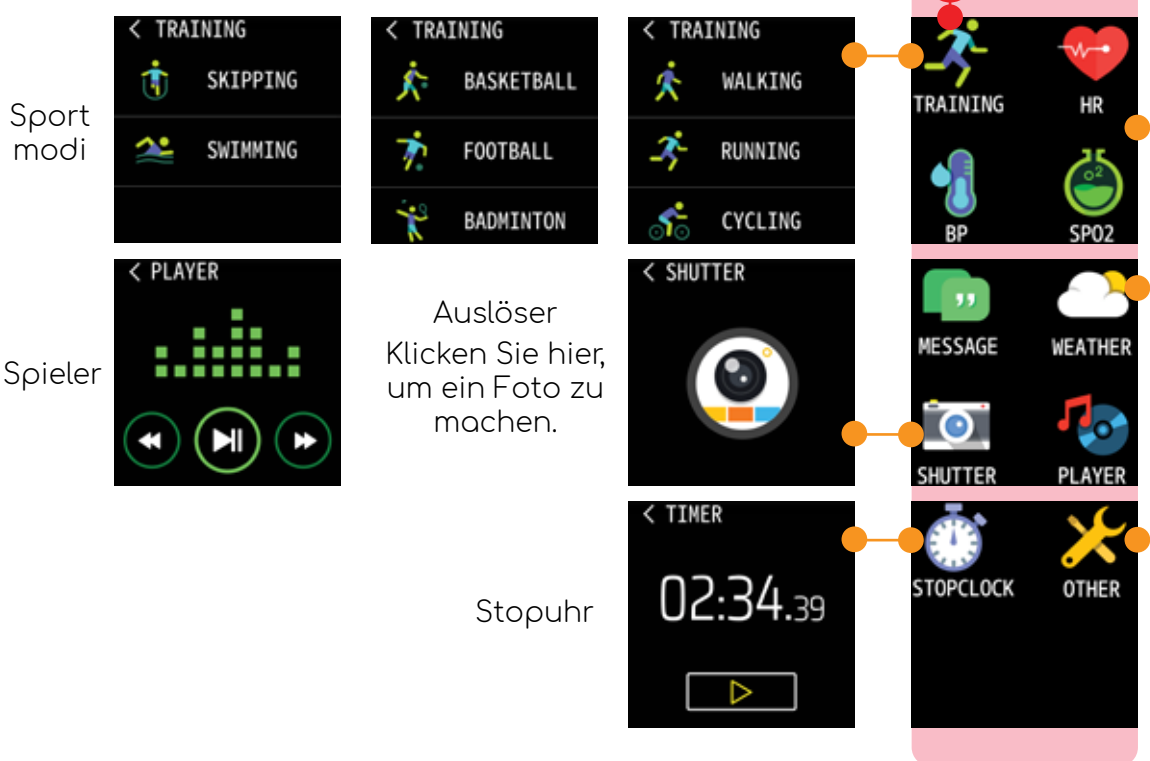 Sport
modi
< TRAINING
SKIPPING
SWIMMING
< TRAINING
BASKETBALL
FOOTBALL
BADMINTON
< TRAINING
WALKING
RUNNING
CYCLING
TRAINING
HR
BP
SPO2
O2
Spieler
< PLAYER
Auslöser
Klicken Sie hier,
um ein Foto zu
machen.
< SHUTTER
MESSAGE
WEATHER
SHUTTER
PLAYER
Stopuhr
< TIMER
02:34.39
STOPCLOCK
OTHER